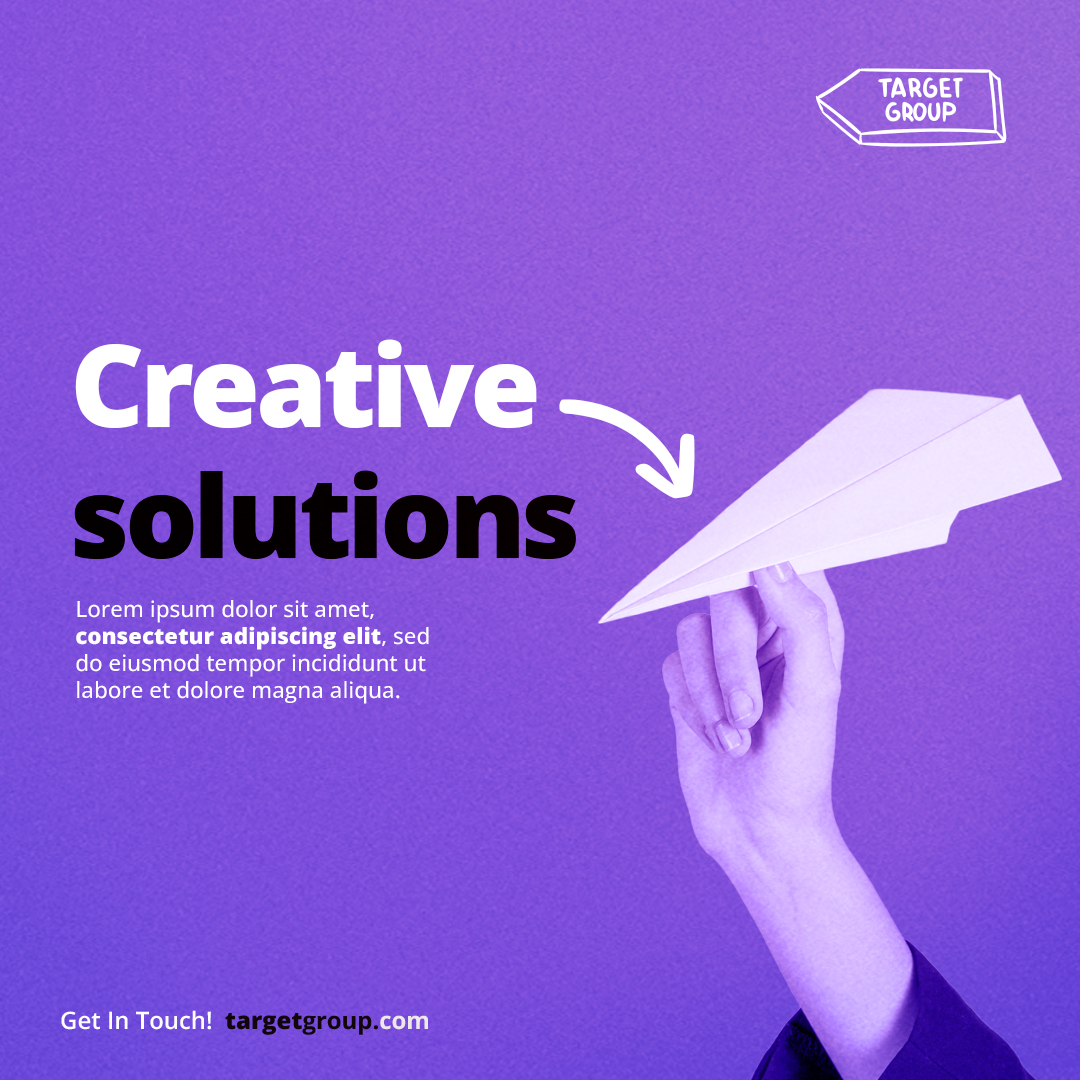 TARGET
GROUP
Creative
solutions
Lorem ipsum dolor sit amet,
consectetur adipiscing elit, sed
do eiusmod tempor incididunt ut
labore et dolore magna aliqua.
Get In Touch! targetgroup.com